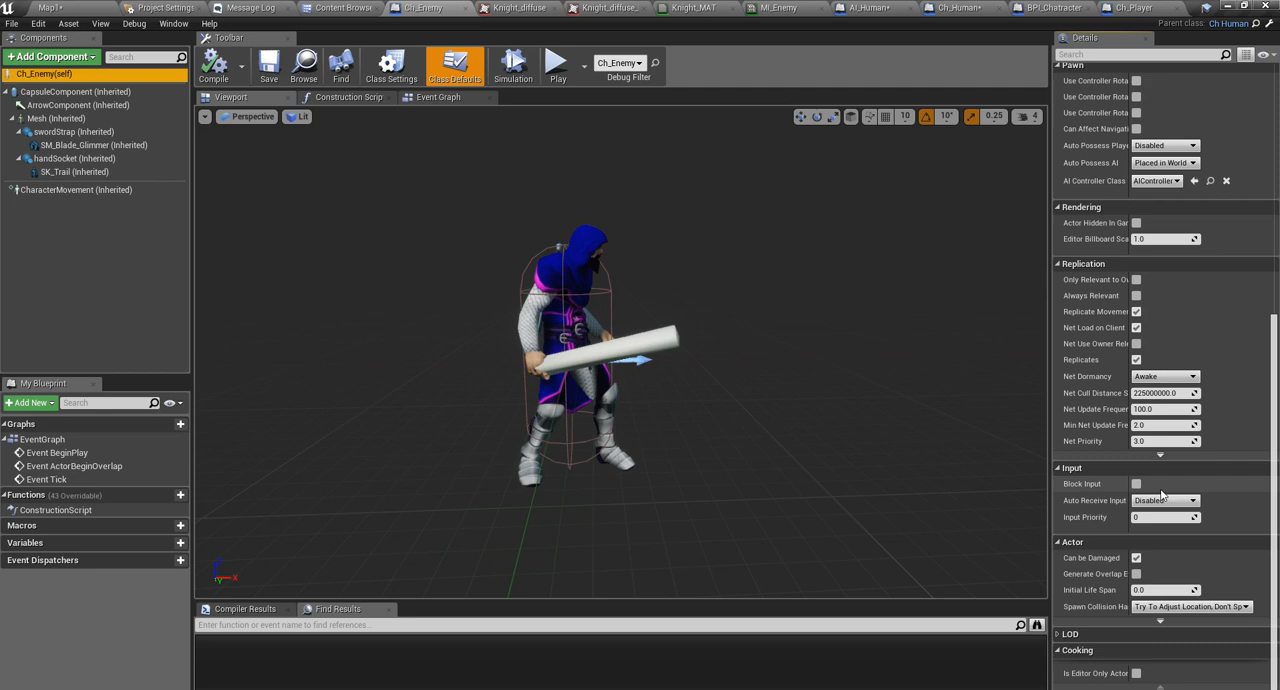 Map1*
Project Settings
Message Log
Content Browse
Ch_Enemy
Knight_diffuse
Knight_diffuse_
Knight_MAT
MI_Enemy
AI_Human*
Ch_Human*
BPI_Chatracter
Ch_Player
File Edit Asset View Debug Window Help
Parent class: Ch Human
Components
+ Add Component
Search
Ch_Enemy(self)
CapsuleComponent (Inherited)
ArrowComponent (Inherited)
Mesh (Inherited)
swordStrap (Inherited)
SM_Blade_Glimmer (Inherited)
handSocket (Inherited)
SK_Trail (Inherited)
CharacterMovement (Inherited)
My Blueprint
+ Add New
Search
Graphs
EventGraph
Event BeginPlay
Event ActorBeginOverlap
Event Tick
Functions (43 Overridable)
ConstructionScript
Macros
Variables
Event Dispatchers
Toolbar
Compile
Save
Browse
Find
Class Settings
Class Defaults
Simulation
Play
Ch_Enemy
Debug Filter
Viewport
Construction Scrip
Event Graph
Perspective
Lit
10
10°
0.25
4
Z
X
Compiler Results
Find Results
Enter function or event name to find references...
Details
Search
Pawn
Use Controller Rota
Use Controller Rota
Use Controller Rota
Can Affect Navigati
Auto Possess Playe Disabled
Auto Possess AI Placed in World
AI Controller Class AIController
Rendering
Actor Hidden In Gar
Editor Billboard Sca 1.0
Replication
Only Relevant to Ov
Always Relevant
Replicate Movemer
Net Load on Client
Net Use Owner Rele
Replicates
Net Dormancy Awake
Net Cull Distance S 225000000.0
Net Update Frequer 100.0
Min Net Update Fre 2.0
Net Priority 3.0
Input
Block Input
Auto Receive Input Disabled
Input Priority 0
Actor
Can be Damaged
Generate Overlap E
Initial Life Span 0.0
Spawn Collision Ha Try To Adjust Location, Don't Sp
LOD
Cooking
Is Editor Only Actor